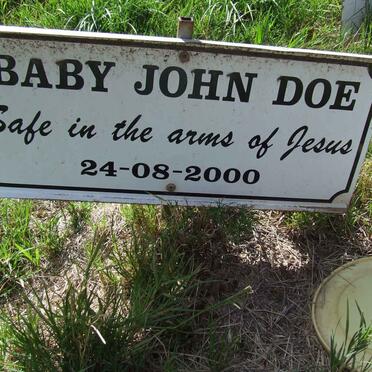 BABY JOHN DOE
Safe in the arms of Jesus
24-08-2000